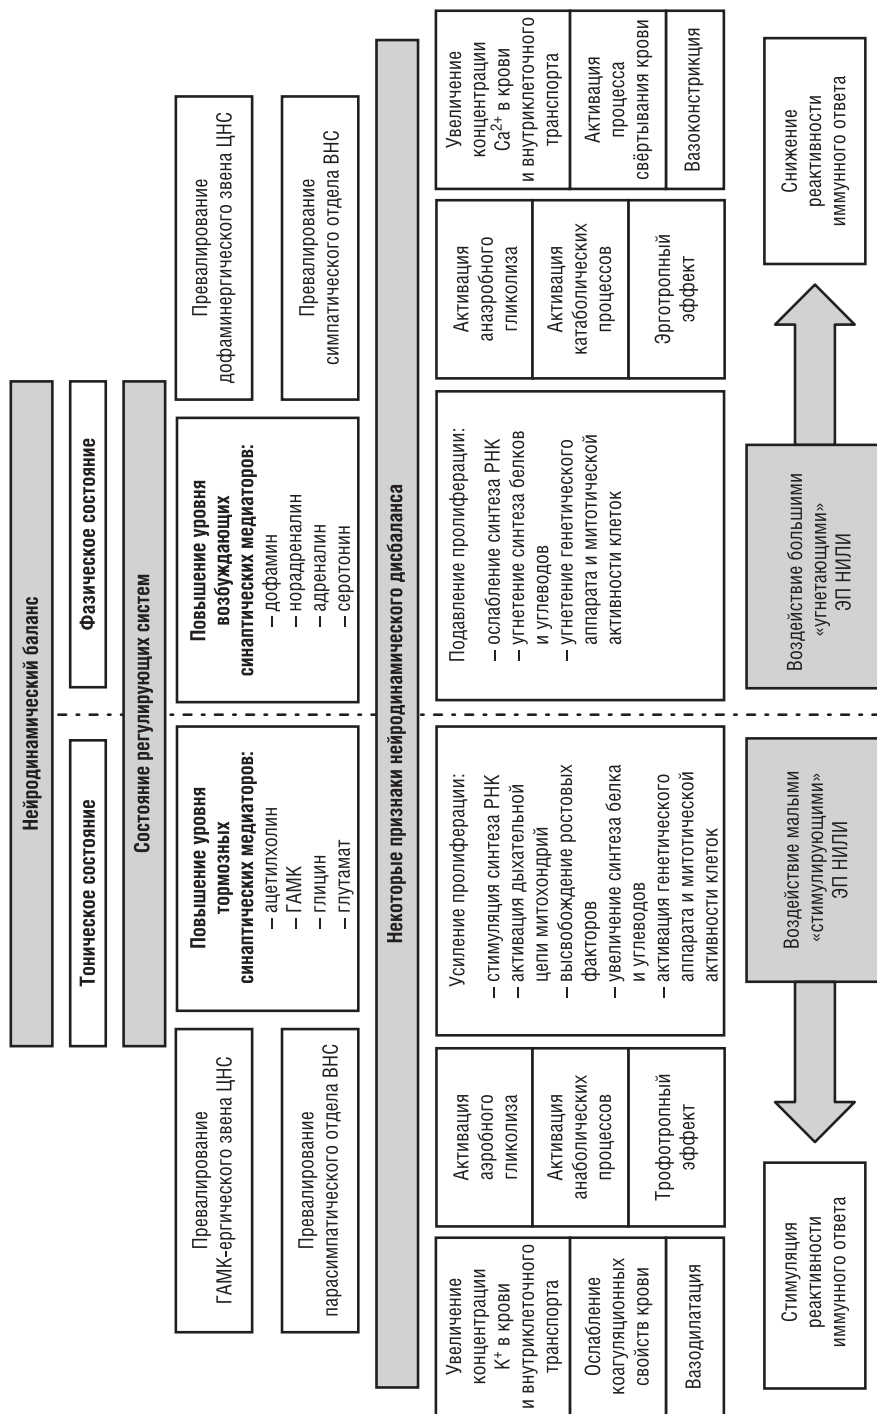 Нейродинамический баланс
Тоническое состояние
Фазическое состояние
Состояние регулирующих систем
Превалирование
ГАМК-ергического звена ЦНС
Превалирование
парасимпатического отдела ВНС
Повышение уровня
тормозных
синаптических медиаторов:
– ацетилхолин
– ГАМК
– глицин
– глутамат
Повышение уровня
возбуждающих
синаптических медиаторов:
– дофамин
– норадреналин
– адреналин
– серотонин
Превалирование
дофаминергического звена ЦНС
Превалирование
симпатического отдела ВНС
Некоторые признаки нейродинамического дисбаланса
Увеличение
концентрации
K⁺ в крови
и внутриклеточного
транспорта
Ослабление
коагуляционных
свойств крови
Вазодилатация
Активация
аэробного
гликолиза
Активация
анаболических
процессов
Трофотропный
эффект
Усиление пролиферации:
– стимуляция синтеза РНК
– активация дыхательной
цепи митохондрий
– высвобождение ростовых
факторов
– увеличение синтеза белка
и углеводов
– активация генетического
аппарата и митотической
активности клеток
Подавление пролиферации:
– ослабление синтеза РНК
– угнетение синтеза белков
и углеводов
– угнетение генетического
аппарата и митотической
активности клеток
Активация
анаэробного
гликолиза
Активация
катаболических
процессов
Эрготропный
эффект
Увеличение
концентрации
Ca²⁺ в крови
и внутриклеточного
транспорта
Активация
процесса
свёртывания крови
Вазоконстрикция
Стимуляция
реактивности
иммунного ответа
Воздействие малыми
«стимулирующими»
ЭП НИЛИ
Воздействие большими
«угнетающими»
ЭП НИЛИ
Снижение
реактивности
иммунного ответа